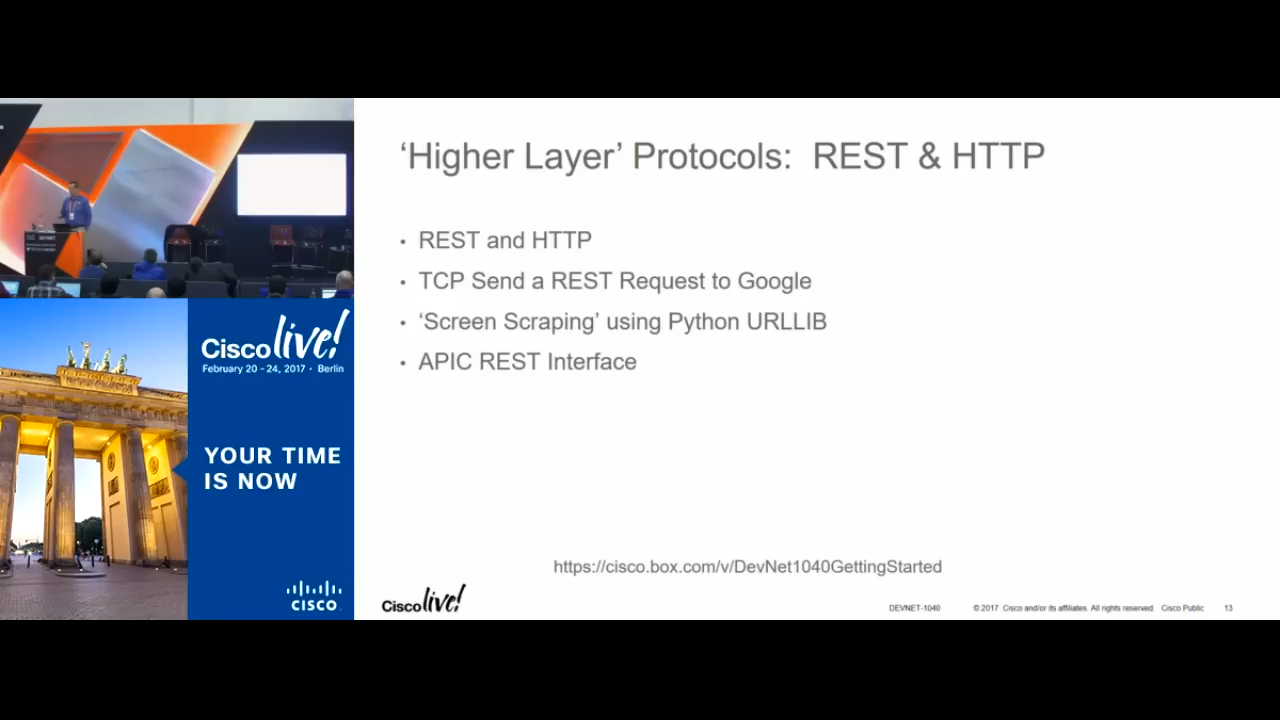 ‘Higher Layer’ Protocols: REST & HTTP
• REST and HTTP
• TCP Send a REST Request to Google
• ‘Screen Scraping’ using Python URLLIB
• APIC REST Interface
https://cisco.box.com/v/DevNet1040GettingStarted
Cisco live!
DEVNET-1040 © 2017 Cisco and/or its affiliates. All rights reserved. Cisco Public 13
Cisco live!
February 20 - 24, 2017 • Berlin
YOUR TIME
IS NOW
CISCO